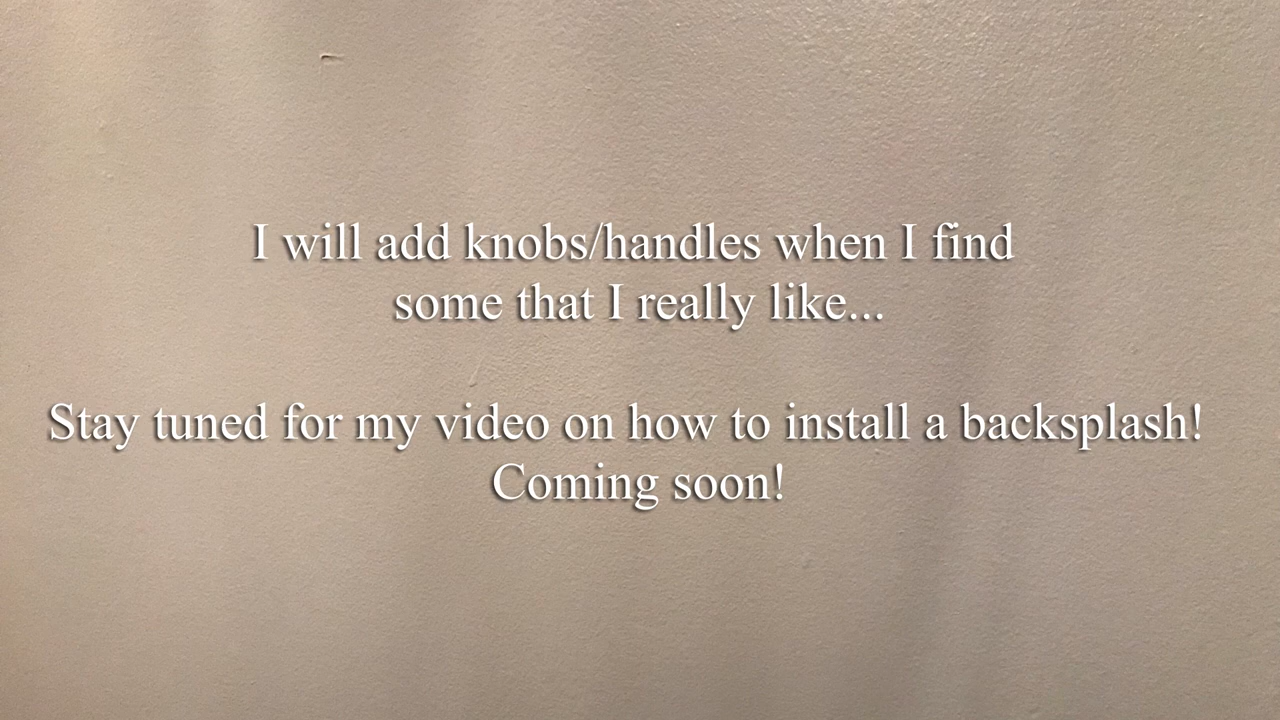 I will add knobs/handles when I find
some that I really like...
Stay tuned for my video on how to install a backsplash!
Coming soon!